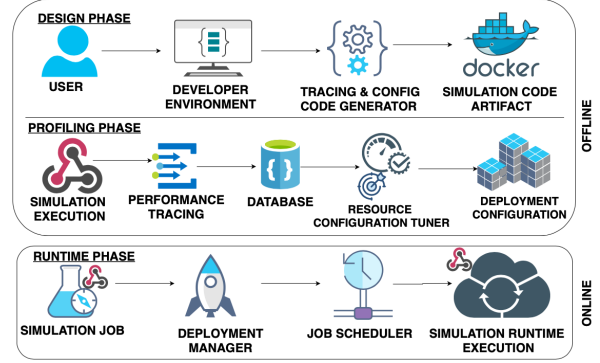 DESIGN PHASE
USER
DEVELOPER
ENVIRONMENT
TRACING & CONFIG
CODE GENERATOR
docker
SIMULATION CODE
ARTIFACT
OFFLINE
PROFILING PHASE
SIMULATION
EXECUTION
PERFORMANCE
TRACING
DATABASE
RESOURCE
CONFIGURATION TUNER
DEPLOYMENT
CONFIGURATION
RUNTIME PHASE
SIMULATION JOB
DEPLOYMENT
MANAGER
JOB SCHEDULER
SIMULATION RUNTIME
EXECUTION
ONLINE